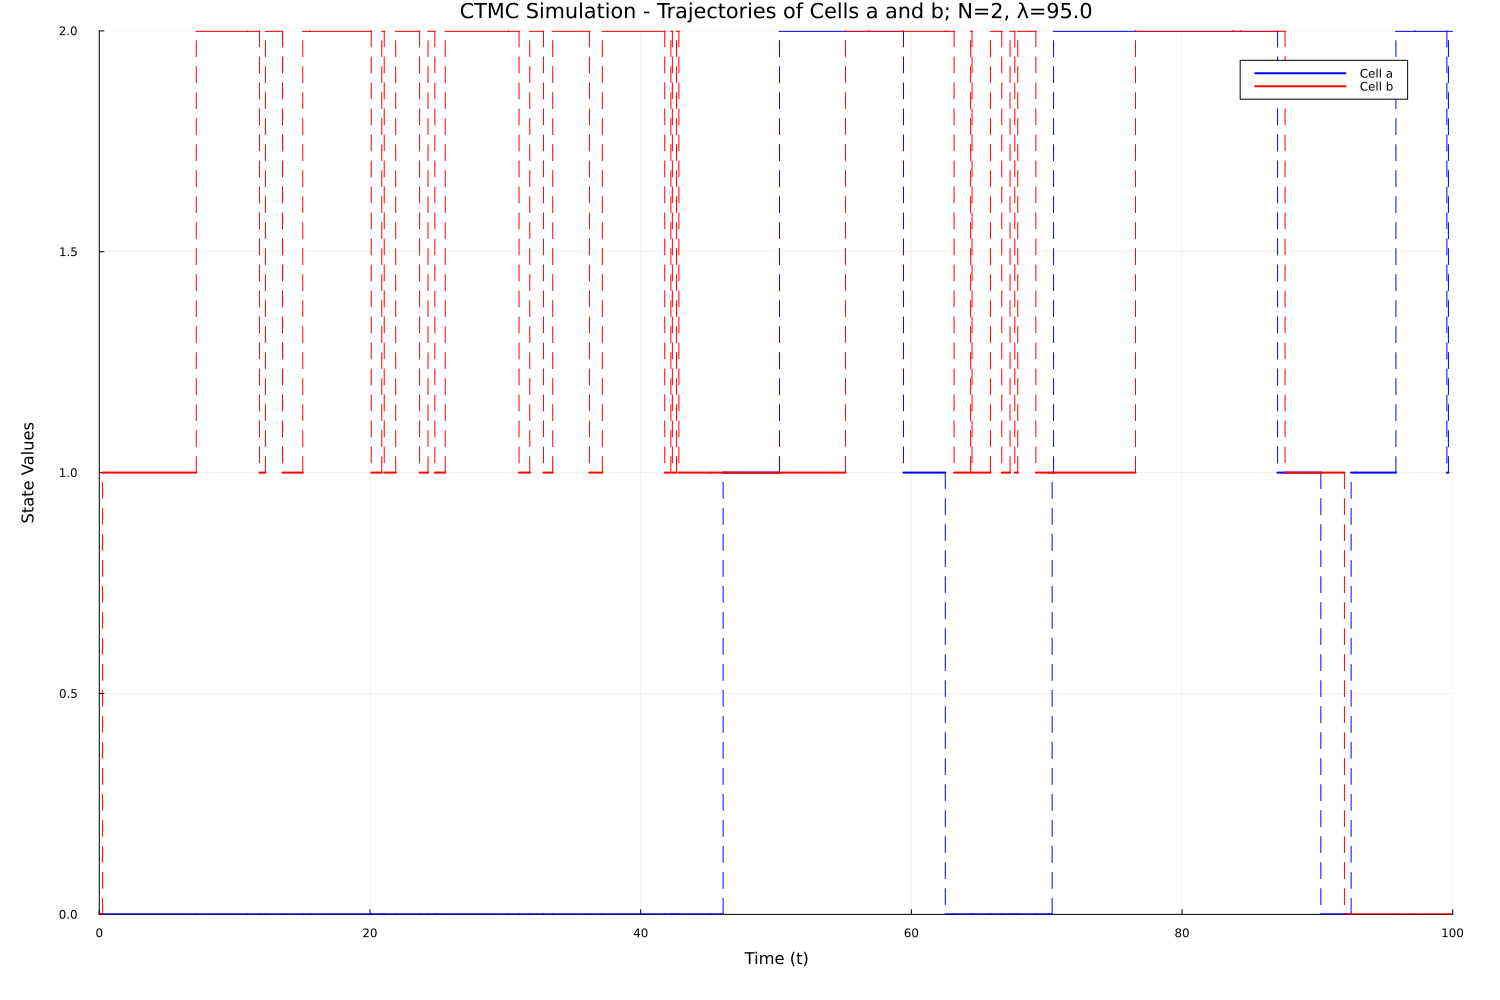 CTMC Simulation - Trajectories of Cells a and b; N=2, λ=95.0
2.0
Cell a
Cell b
1.5
1.0
State Values
0.5
0.0
0 20 40 60 80 100
Time (t)